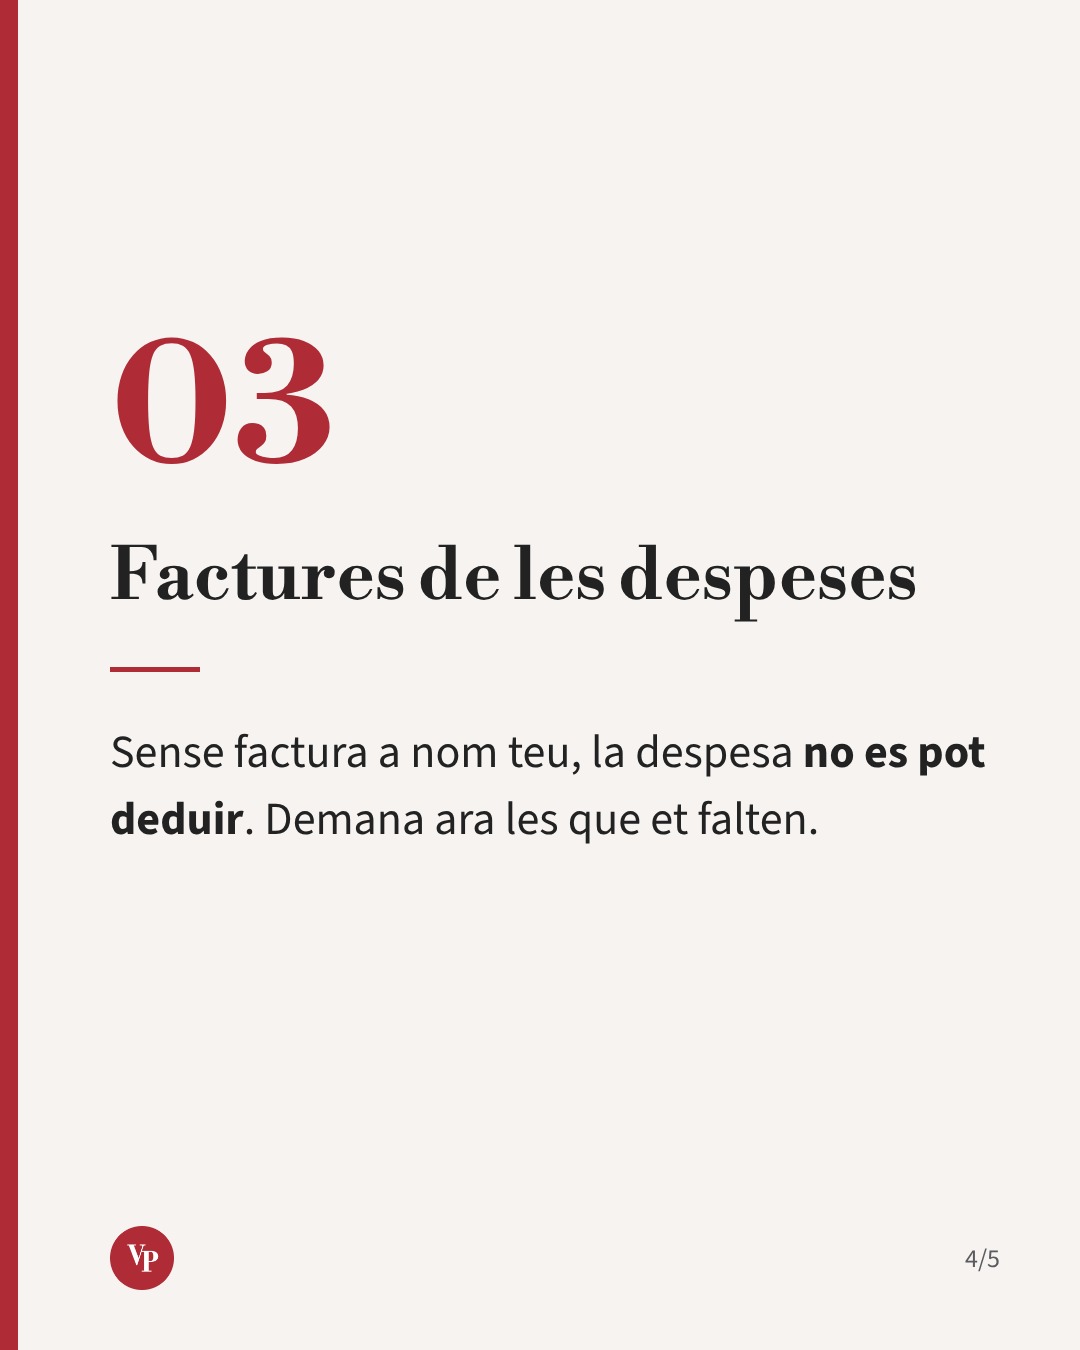 03
Factures de les despeses
Sense factura a nom teu, la despesa no es pot
deduir. Demana ara les que et falten.
VP
4/5